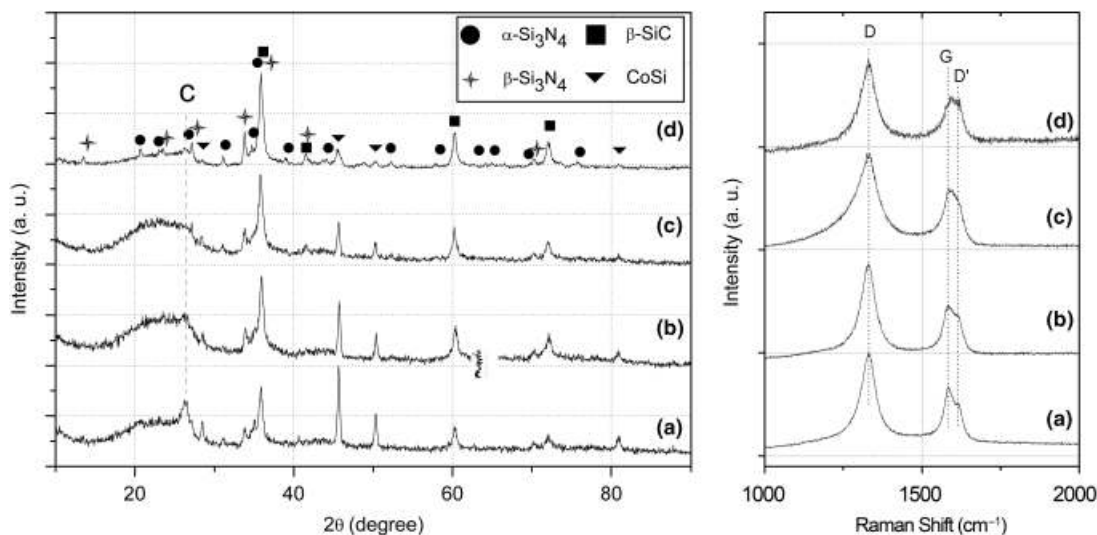 α-Si3N4
β-SiC
β-Si3N4
CoSi
C
(d)
(c)
(b)
(a)
Intensity (a. u.)
20
40
60
80
2θ (degree)
D
G
D'
(d)
(c)
(b)
(a)
Intensity (a. u.)
1000
1500
2000
Raman Shift (cm⁻¹)